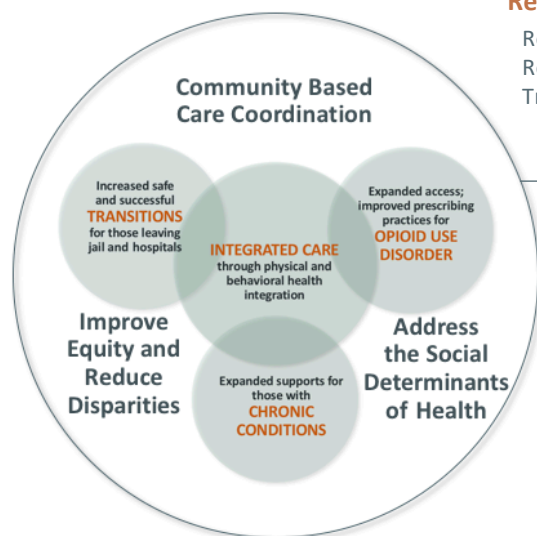 Community Based
Care Coordination
Increased safe
and successful
TRANSITIONS
for those leaving
jail and hospitals
INTEGRATED CARE
through physical and
behavioral health
integration
Expanded access;
improved prescribing
practices for
OPIOID USE
DISORDER
Improve
Equity and
Reduce
Disparities
Address
the Social
Determinants
of Health
Expanded supports for
those with
CHRONIC
CONDITIONS